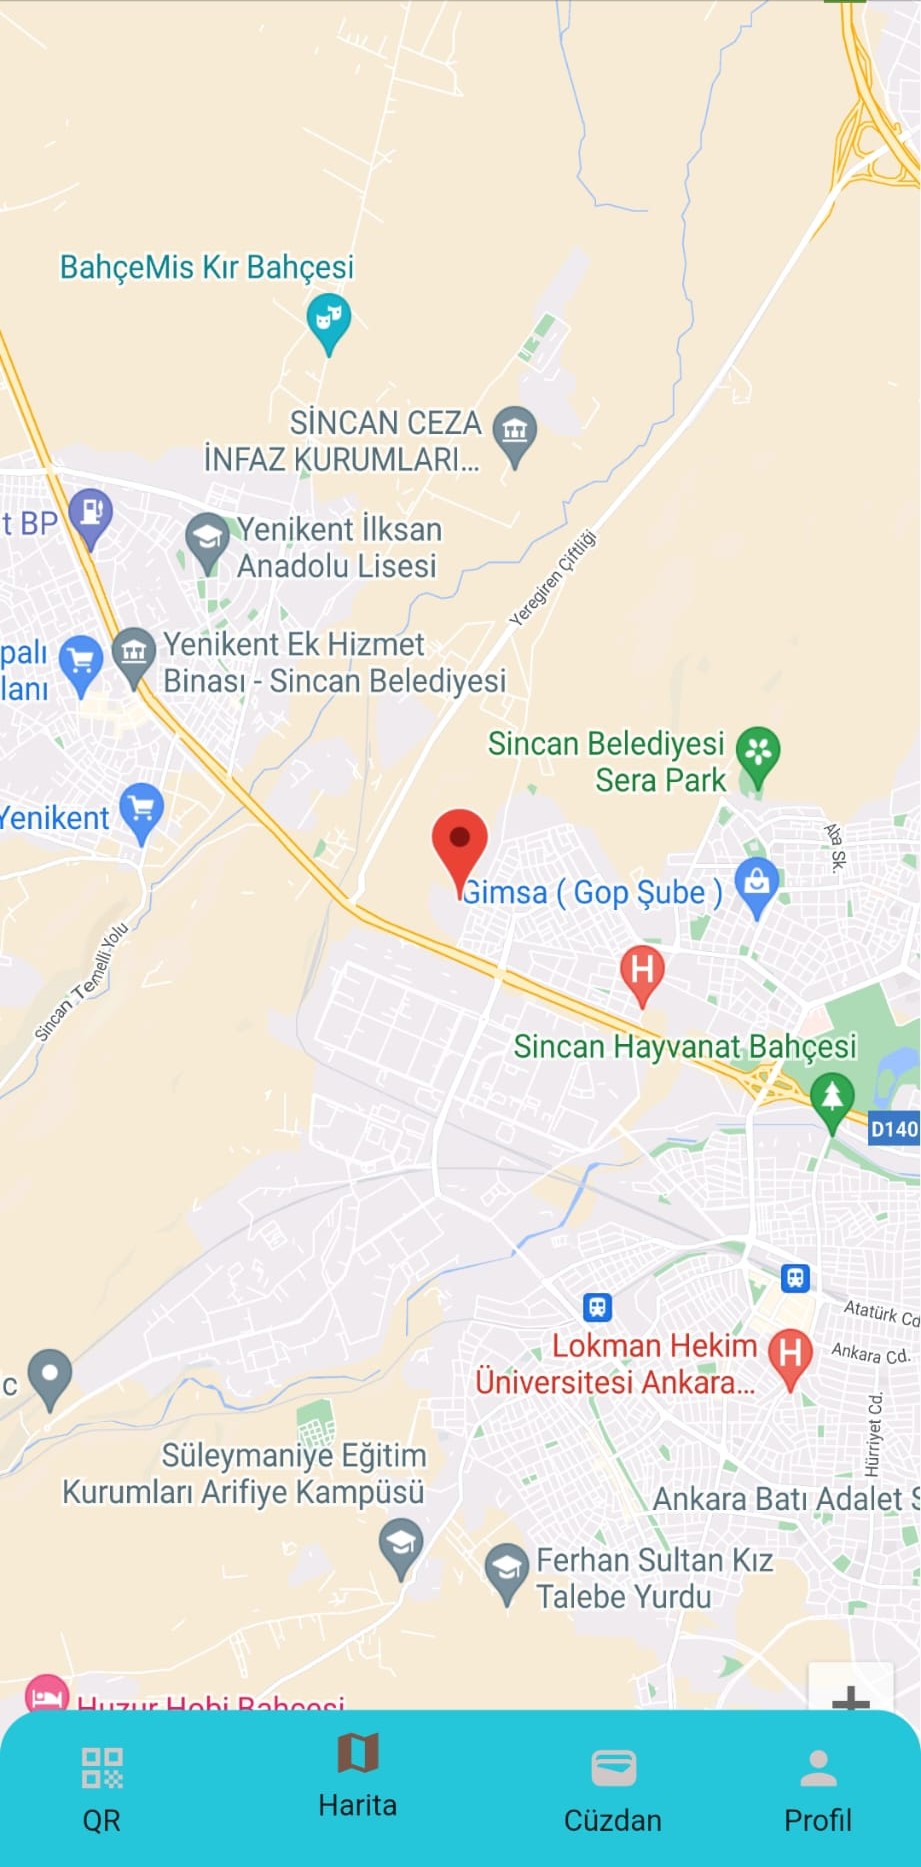 BahçeMis Kır Bahçesi
SİNCAN CEZA
İNFAZ KURUMLARI...
t BP
Yenikent İlksan
Anadolu Lisesi
Yeregiren Çiftliği
palı
lanı
Yenikent Ek Hizmet
Binası - Sincan Belediyesi
Sincan Belediyesi
Sera Park
Yenikent
Aba Sk.
Gimsa ( Gop Şube )
Sincan Temelli Yolu
H
Sincan Hayvanat Bahçesi
D140
Atatürk Cd
Lokman Hekim
Üniversitesi Ankara...
H
Ankara Cd.
c
Hürriyet Cd.
Süleymaniye Eğitim
Kurumları Arifiye Kampüsü
Ankara Batı Adalet S
Ferhan Sultan Kız
Talebe Yurdu
Huzur Hobi Bahçesi
+
QR
Harita
Cüzdan
Profil